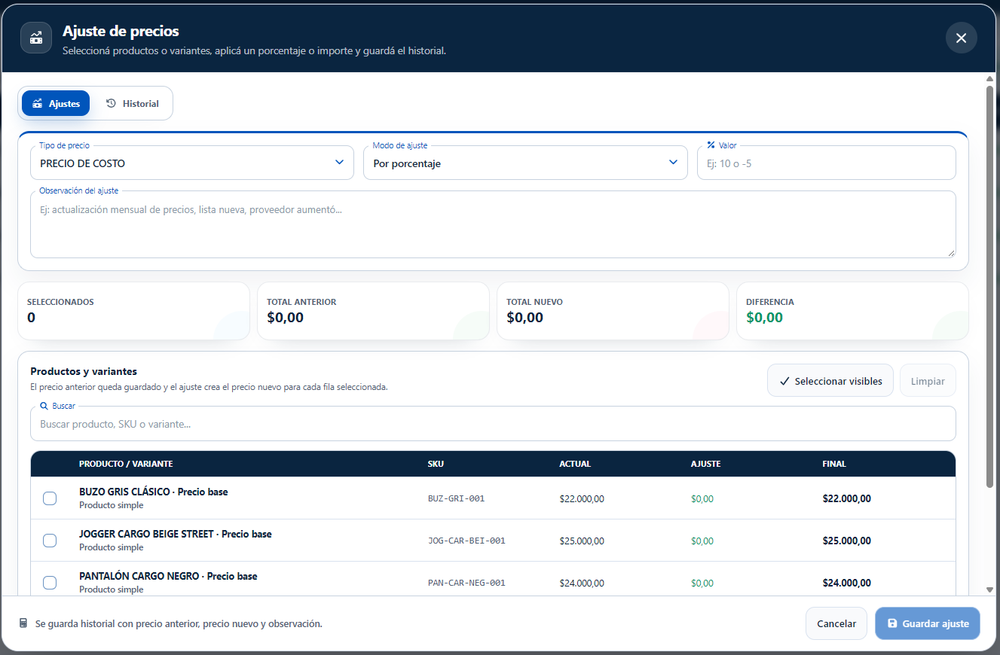 Ajuste de precios
Seleccioná productos o variantes, aplicá un porcentaje o importe y guardá el historial.
Ajustes
Historial
Tipo de precio
PRECIO DE COSTO
Modo de ajuste
Por porcentaje
Valor
Ej: 10 o -5
Observación del ajuste
Ej: actualización mensual de precios, lista nueva, proveedor aumentó...
SELECCIONADOS
0
TOTAL ANTERIOR
$0,00
TOTAL NUEVO
$0,00
DIFERENCIA
$0,00
Productos y variantes
El precio anterior queda guardado y el ajuste crea el precio nuevo para cada fila seleccionada.
Seleccionar visibles
Limpiar
Buscar
Buscar producto, SKU o variante...
PRODUCTO / VARIANTE SKU ACTUAL AJUSTE FINAL
BUZO GRIS CLÁSICO · Precio base
Producto simple
BUZ-GRI-001 $22.000,00 $0,00 $22.000,00
JOGGER CARGO BEIGE STREET · Precio base
Producto simple
JOG-CAR-BEI-001 $25.000,00 $0,00 $25.000,00
PANTALÓN CARGO NEGRO · Precio base
Producto simple
PAN-CAR-NEG-001 $24.000,00 $0,00 $24.000,00
Se guarda historial con precio anterior, precio nuevo y observación.
Cancelar
Guardar ajuste